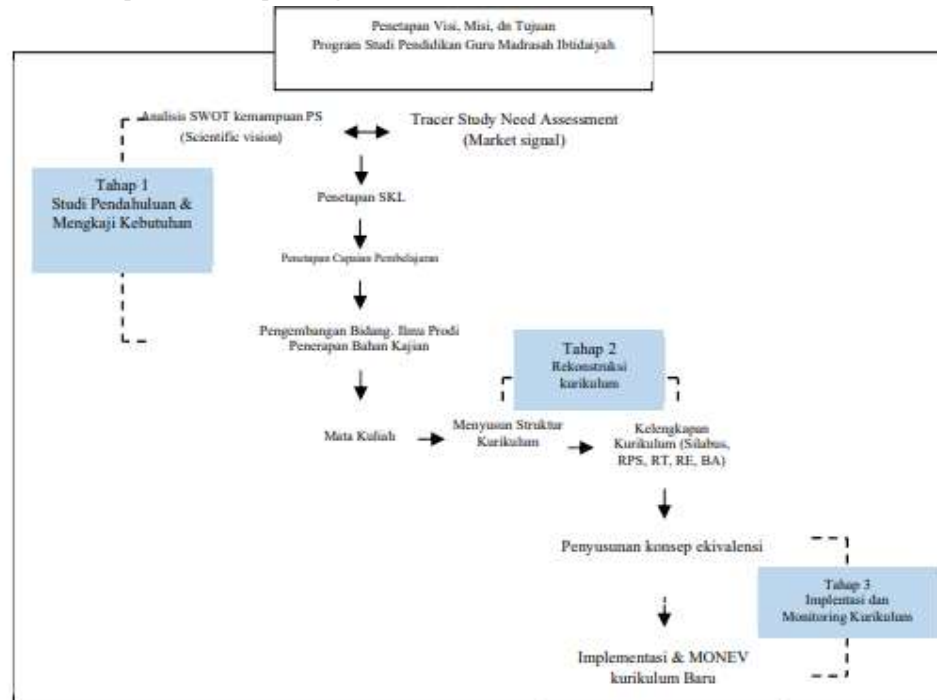 Penetapan Visi, Misi, dn Tujuan
Program Studi Pendidikan Guru Madrasah Ibtidaiyah
Analisis SWOT kemampuan PS
(Scientific vision)
Tracer Study Need Assessment
(Market signal)
Tahap 1
Studi Pendahuluan &
Mengkaji Kebutuhan
Penetapan SKL
Penetapan Capaian Pembelajaran
Pengembangan Bidang. Ilmu Prodi
Penerapan Bahan Kajian
Tahap 2
Rekonstruksi
kurikulum
Mata Kuliah
Menyusun Struktur
Kurikulum
Kelengkapan
Kurikulum (Silabus,
RPS, RT, RE, BA)
Penyusunan konsep ekivalensi
Tahap 3
Implentasi dan
Monitoring Kurikulum
Implementasi & MONEV
kurikulum Baru